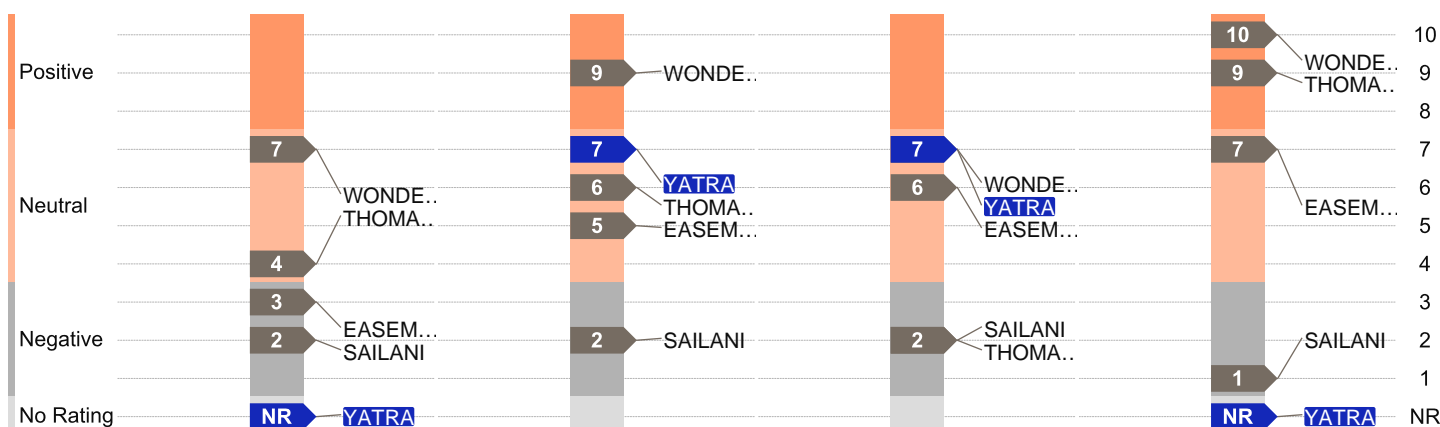 Positive
Neutral
Negative
No Rating
7
WONDE…
THOMA…
4
3
EASEM…
2
SAILANI
NR
YATRA
9
WONDE…
7
YATRA
6
THOMA…
5
EASEM…
2
SAILANI
7
WONDE…
YATRA
6
EASEM…
2
SAILANI
THOMA…
10
WONDE…
9
THOMA…
7
EASEM…
SAILANI
1
NR
YATRA
10
9
8
7
6
5
4
3
2
1
NR